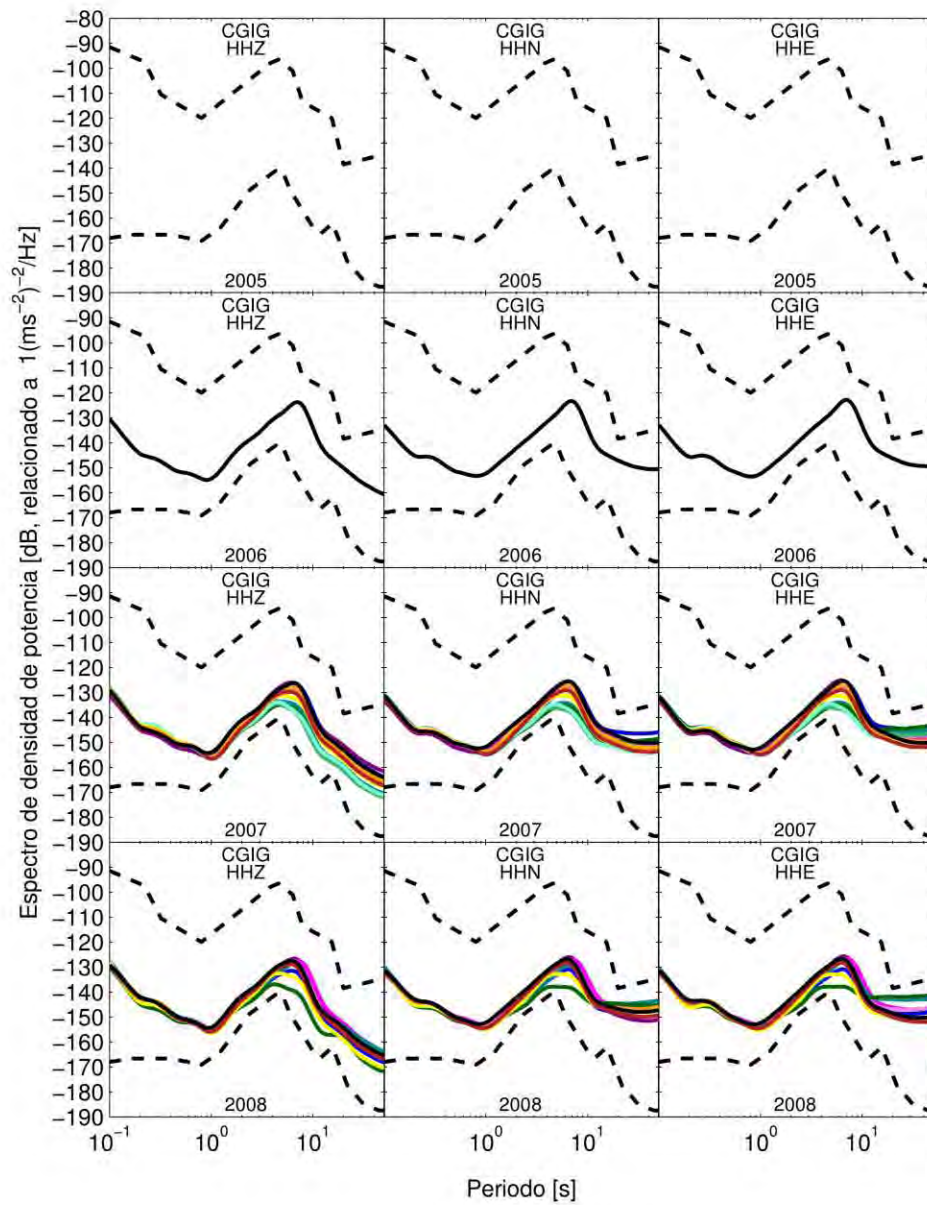 −80
−90
−100
−110
−120
−130
−140
−150
−160
−170
−180
−190
CGIG
HHZ
2005
CGIG
HHN
2005
CGIG
HHE
2005
−90
−100
−110
−120
−130
−140
−150
−160
−170
−180
−190
CGIG
HHZ
2006
CGIG
HHN
2006
CGIG
HHE
2006
−90
−100
−110
−120
−130
−140
−150
−160
−170
−180
−190
CGIG
HHZ
2007
CGIG
HHN
2007
CGIG
HHE
2007
−90
−100
−110
−120
−130
−140
−150
−160
−170
−180
−190
CGIG
HHZ
2008
CGIG
HHN
2008
CGIG
HHE
2008
10⁻¹ 10⁰ 10¹ 10⁰ 10¹ 10⁰ 10¹
Periodo [s]
Espectro de densidad de potencia [dB, relacionado a 1(ms⁻²)⁻²/Hz]